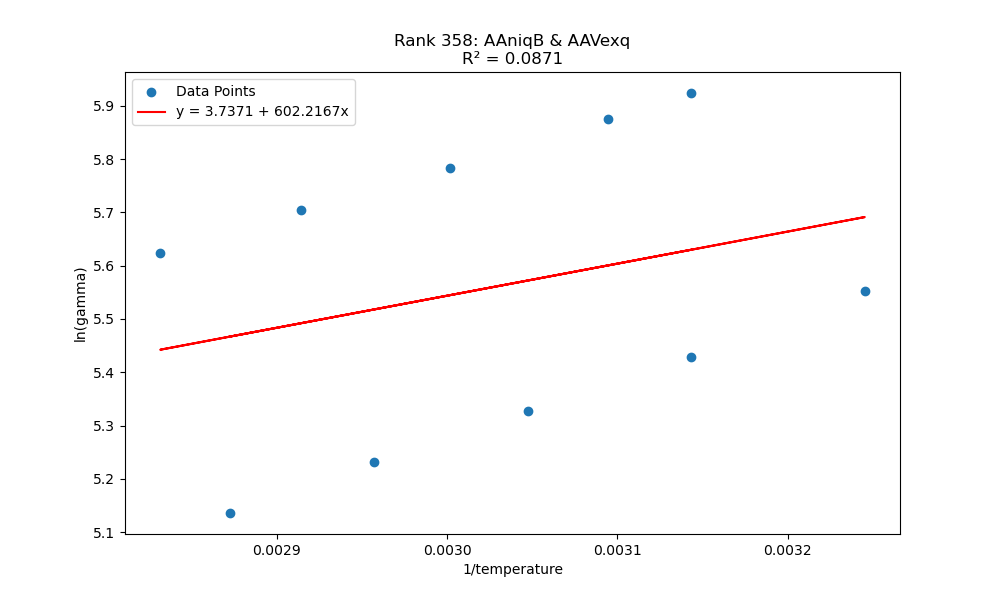 Rank 358: AAniqB & AAVexq
R² = 0.0871
Data Points
y = 3.7371 + 602.2167x
5.9
5.8
5.7
5.6
5.5
5.4
5.3
5.2
5.1
ln(gamma)
0.0029
0.0030
0.0031
0.0032
1/temperature